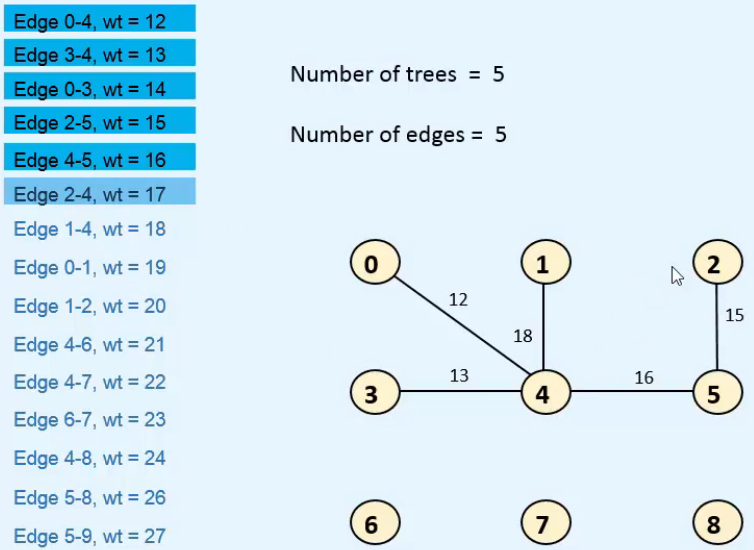 Edge 0-4, wt = 12
Edge 3-4, wt = 13
Edge 0-3, wt = 14
Edge 2-5, wt = 15
Edge 4-5, wt = 16
Edge 2-4, wt = 17
Edge 1-4, wt = 18
Edge 0-1, wt = 19
Edge 1-2, wt = 20
Edge 4-6, wt = 21
Edge 4-7, wt = 22
Edge 6-7, wt = 23
Edge 4-8, wt = 24
Edge 5-8, wt = 26
Edge 5-9, wt = 27
Number of trees = 5
Number of edges = 5
0 1 2
12
18
15
13
16
3 4 5
6 7 8